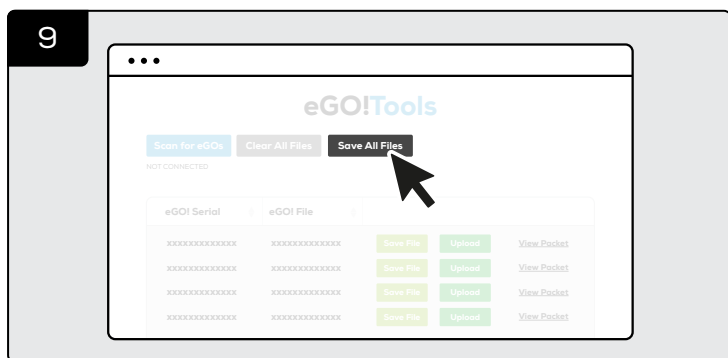 9
eGO!Tools
Scan for eGOs Clear All Files Save All Files
NOT CONNECTED
eGO! Serial eGO! File
xxxxxxxxxxxxx xxxxxxxxxxxxx Save File Upload View Packet
xxxxxxxxxxxxx xxxxxxxxxxxxx Save File Upload View Packet
xxxxxxxxxxxxx xxxxxxxxxxxxx Save File Upload View Packet
xxxxxxxxxxxxx xxxxxxxxxxxxx Save File Upload View Packet